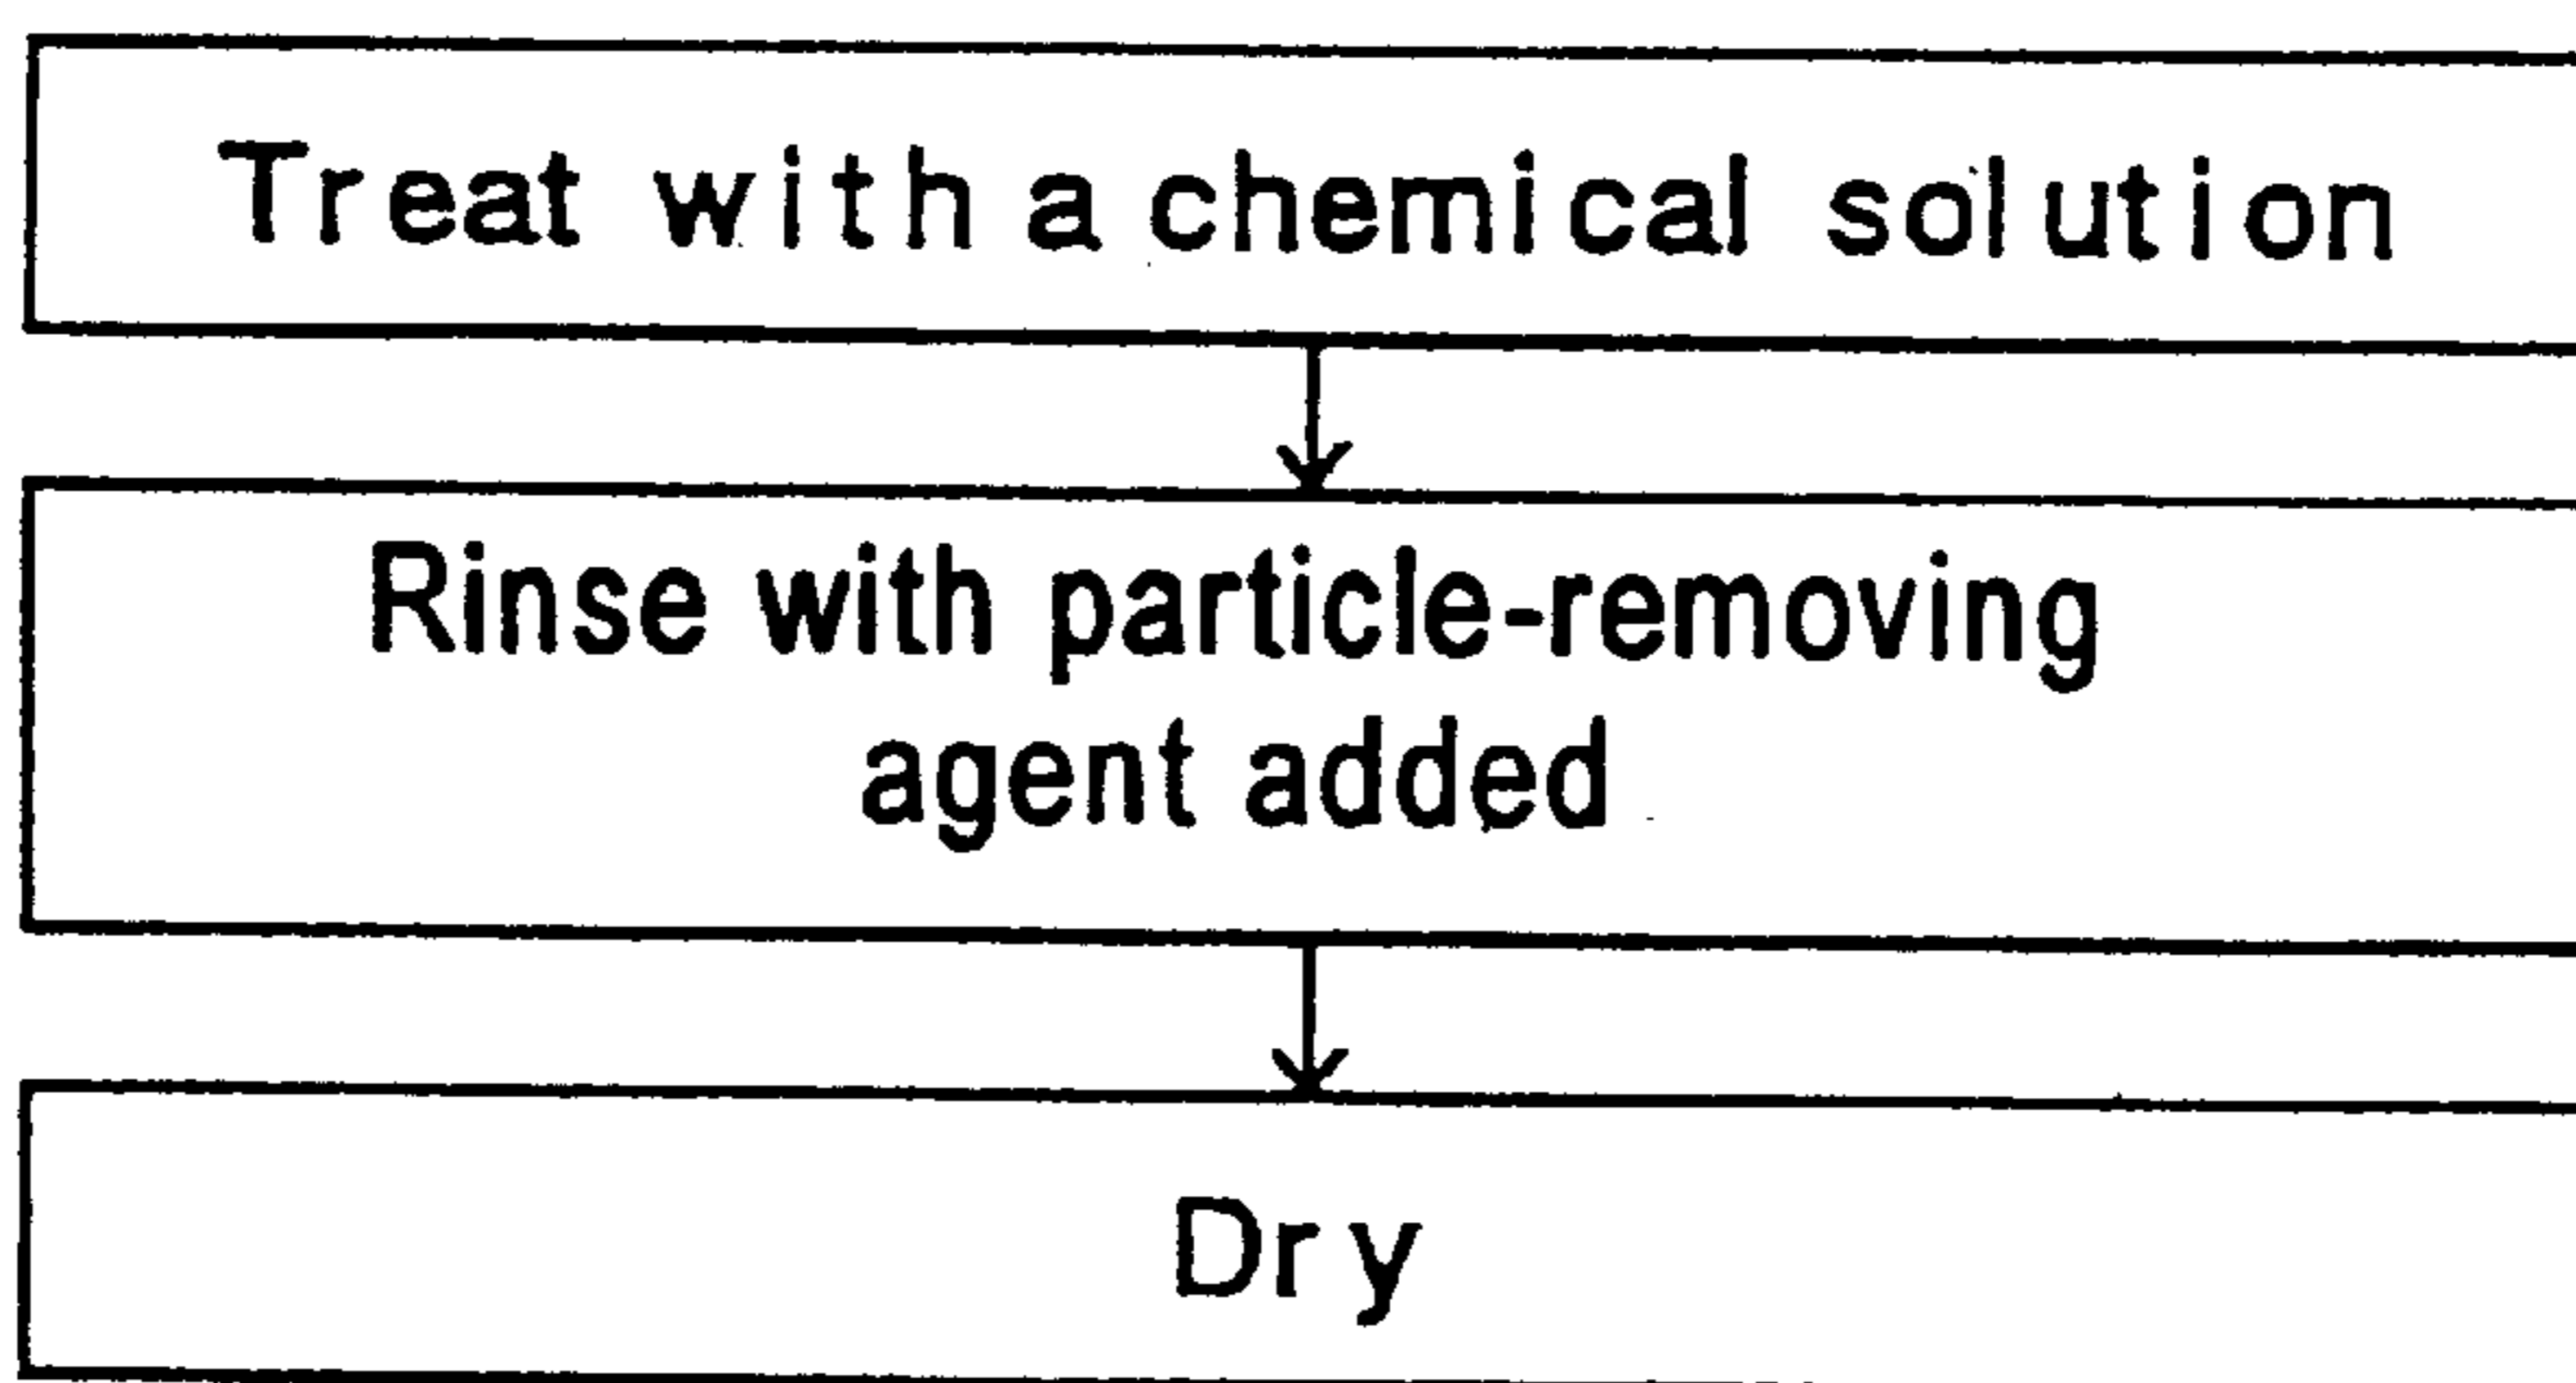 Treat with a chemical solution
Rinse with particle-removing
agent added
Dry